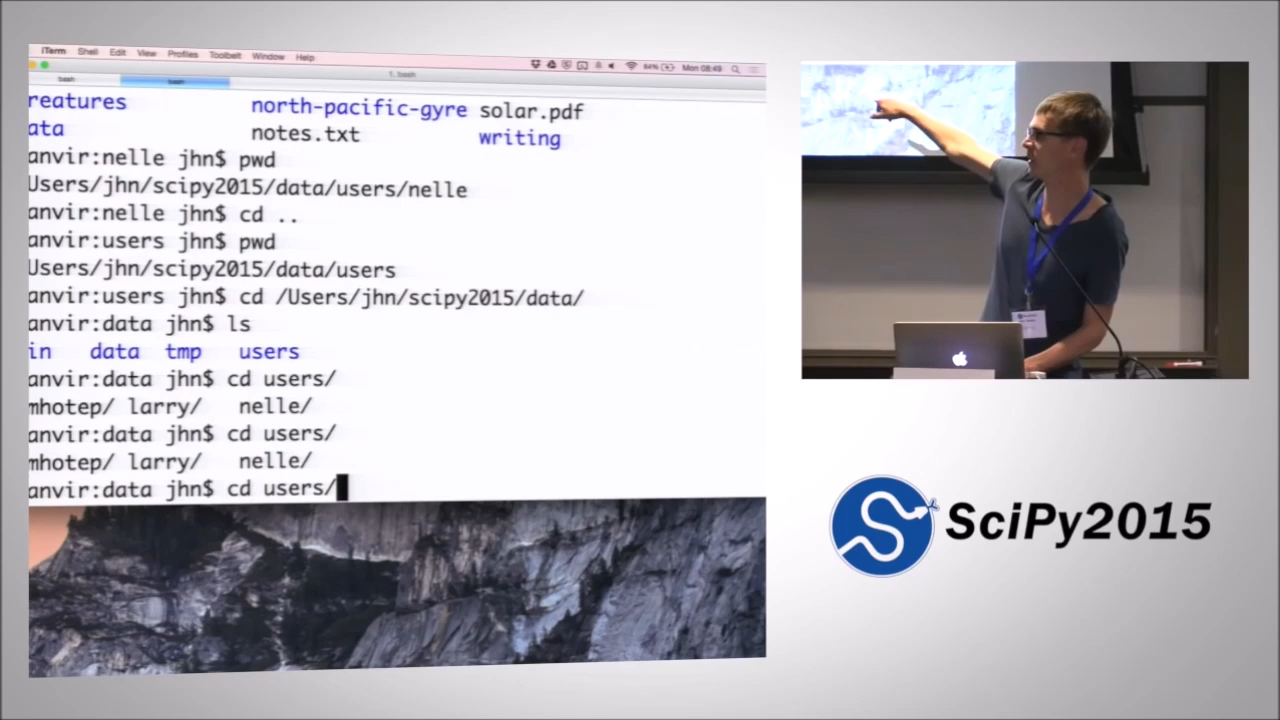 iTerm Shell Edit View Profiles Toolbelt Window Help 84% Mon 08:49
bash bash 1. bash
reatures north-pacific-gyre solar.pdf
ata notes.txt writing
anvir:nelle jhn$ pwd
Users/jhn/scipy2015/data/users/nelle
anvir:nelle jhn$ cd ..
anvir:users jhn$ pwd
Users/jhn/scipy2015/data/users
anvir:users jhn$ cd /Users/jhn/scipy2015/data/
anvir:data jhn$ ls
in data tmp users
anvir:data jhn$ cd users/
mhotep/ larry/ nelle/
anvir:data jhn$ cd users/
mhotep/ larry/ nelle/
anvir:data jhn$ cd users/
SciPy2015